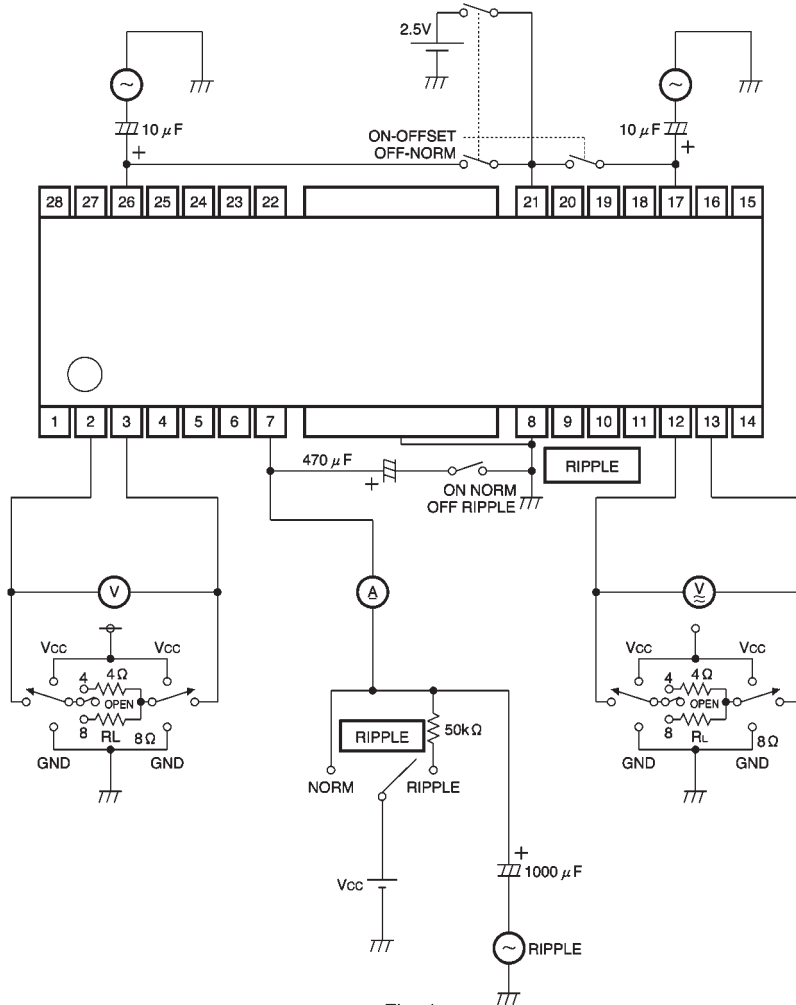 2.5V
~
~
10 μF
+
ON-OFFSET
OFF-NORM
10 μF
+
28 27 26 25 24 23 22 21 20 19 18 17 16 15
1 2 3 4 5 6 7 8 9 10 11 12 13 14
470 μF
+
ON NORM
OFF RIPPLE
RIPPLE
V
A
V
VCC VCC
4 4Ω
OPEN
8 RL 8Ω
GND GND
VCC VCC
4 4Ω
OPEN
8 RL 8Ω
GND GND
RIPPLE
50kΩ
NORM RIPPLE
VCC
+
1000 μF
~ RIPPLE